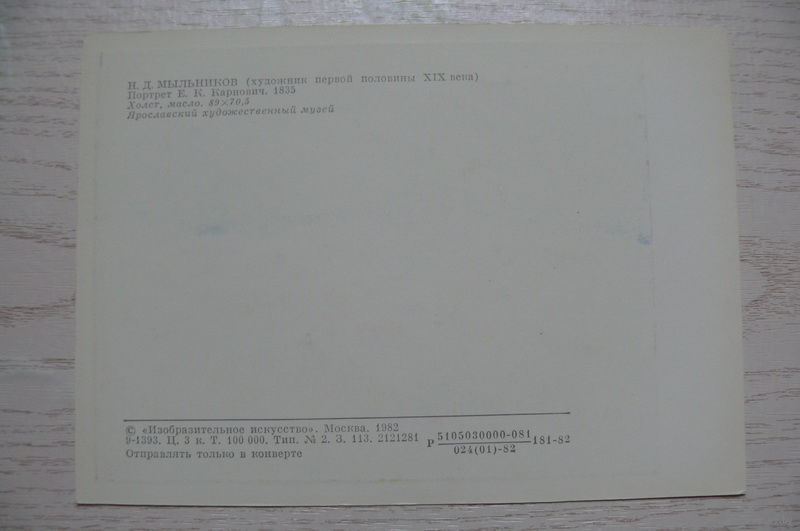 Н. Д. МЫЛЬНИКОВ (художник первой половины XIX века)
Портрет Е. К. Карнович. 1835
Холст, масло. 89×70,5
Ярославский художественный музей
© «Изобразительное искусство». Москва. 1982
9-1393. Ц. 3 к. Т. 100 000. Тип. № 2. З. 113. 2121281
Р 5105030000-081 181-82
024(01)-82
Отправлять только в конверте